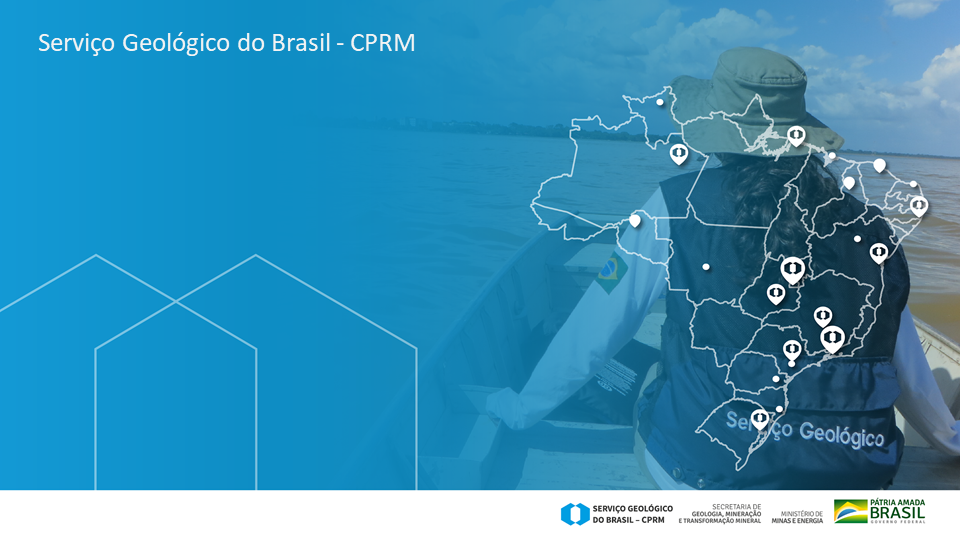 Serviço Geológico do Brasil - CPRM
Serviço Geológico
SERVIÇO GEOLÓGICO
DO BRASIL – CPRM
SECRETARIA DE
GEOLOGIA, MINERAÇÃO
E TRANSFORMAÇÃO MINERAL
MINISTÉRIO DE
MINAS E ENERGIA
PÁTRIA AMADA
BRASIL
GOVERNO FEDERAL